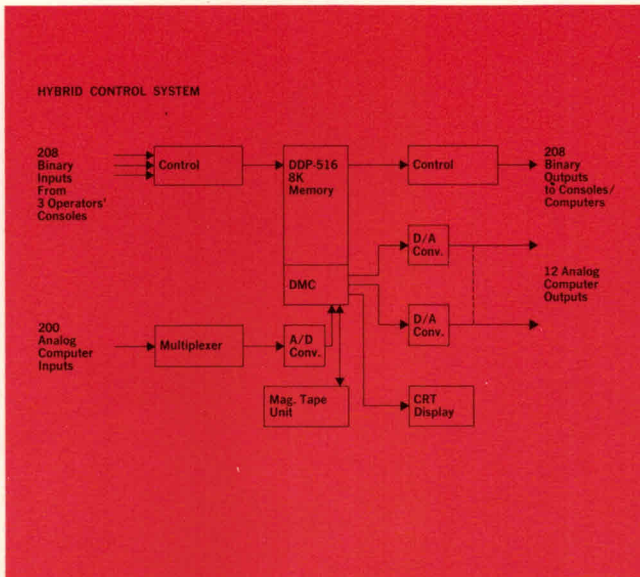 HYBRID CONTROL SYSTEM
208
Binary
Inputs
From
3 Operators'
Consoles
Control
DDP-516
8K
Memory
Control
208
Binary
Outputs
to Consoles/
Computers
DMC
D/A
Conv.
12 Analog
Computer
Outputs
D/A
Conv.
200
Analog
Computer
Inputs
Multiplexer
A/D
Conv.
Mag. Tape
Unit
CRT
Display